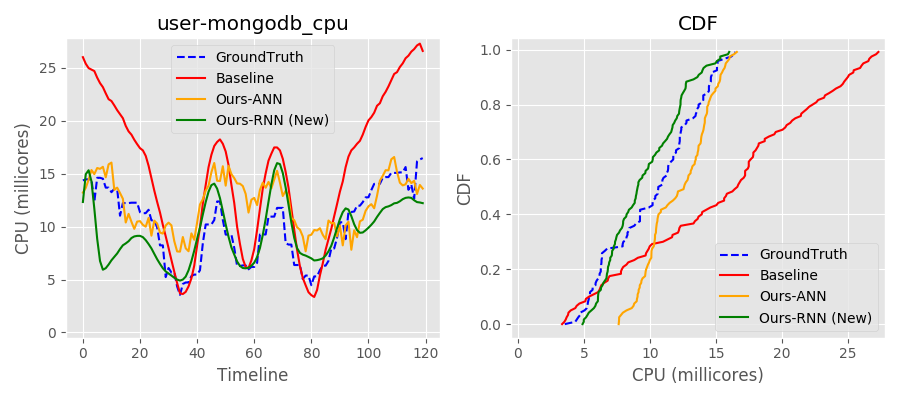 user-mongodb_cpu
CPU (millicores)
25
20
15
10
5
0
GroundTruth
Baseline
Ours-ANN
Ours-RNN (New)
0 20 40 60 80 100 120
Timeline
CDF
CDF
1.0
0.8
0.6
0.4
0.2
0.0
GroundTruth
Baseline
Ours-ANN
Ours-RNN (New)
0 5 10 15 20 25
CPU (millicores)